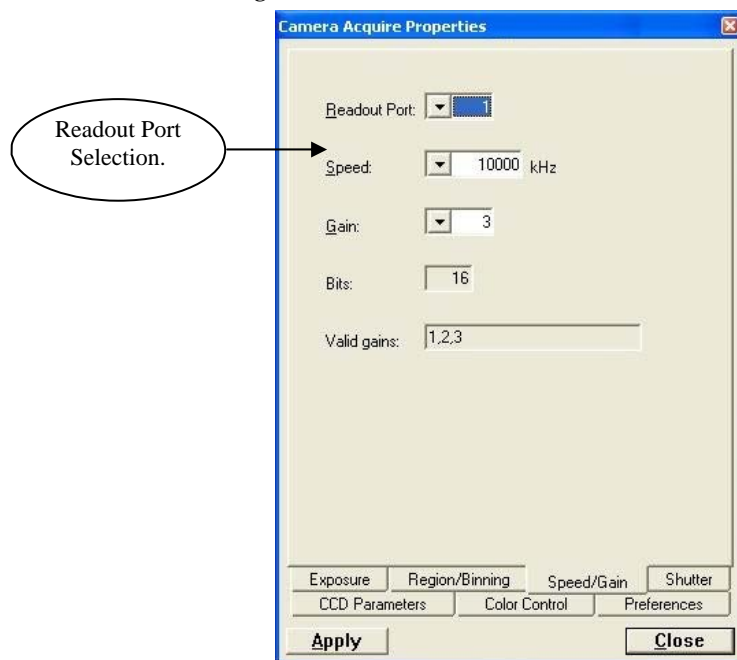 Camera Acquire Properties
Readout Port: 1
Readout Port
Selection.
Speed: 10000 kHz
Gain: 3
Bits: 16
Valid gains: 1,2,3
Exposure Region/Binning Speed/Gain Shutter
CCD Parameters Color Control Preferences
Apply Close